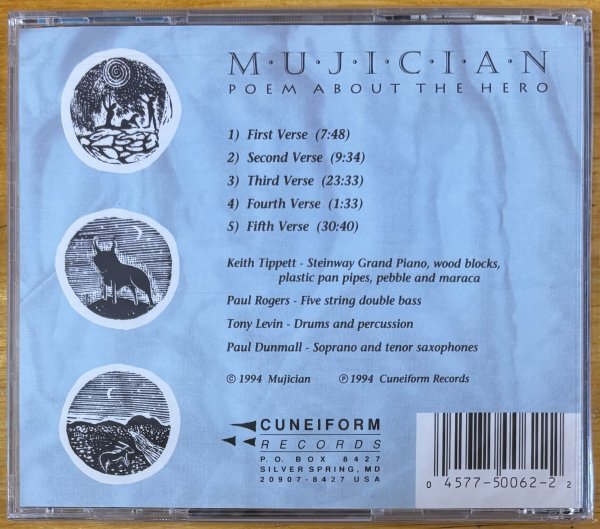 M·U·J·I·C·I·A·N
POEM ABOUT THE HERO
1) First Verse (7:48)
2) Second Verse (9:34)
3) Third Verse (23:33)
4) Fourth Verse (1:33)
5) Fifth Verse (30:40)
Keith Tippett - Steinway Grand Piano, wood blocks,
plastic pan pipes, pebble and maraca
Paul Rogers - Five string double bass
Tony Levin - Drums and percussion
Paul Dunmall - Soprano and tenor saxophones
© 1994 Mujician ℗ 1994 Cuneiform Records
CUNEIFORM
RECORDS
P.O. BOX 8427
SILVER SPRING, MD
20907-8427 USA
0 4577-50062-2 2